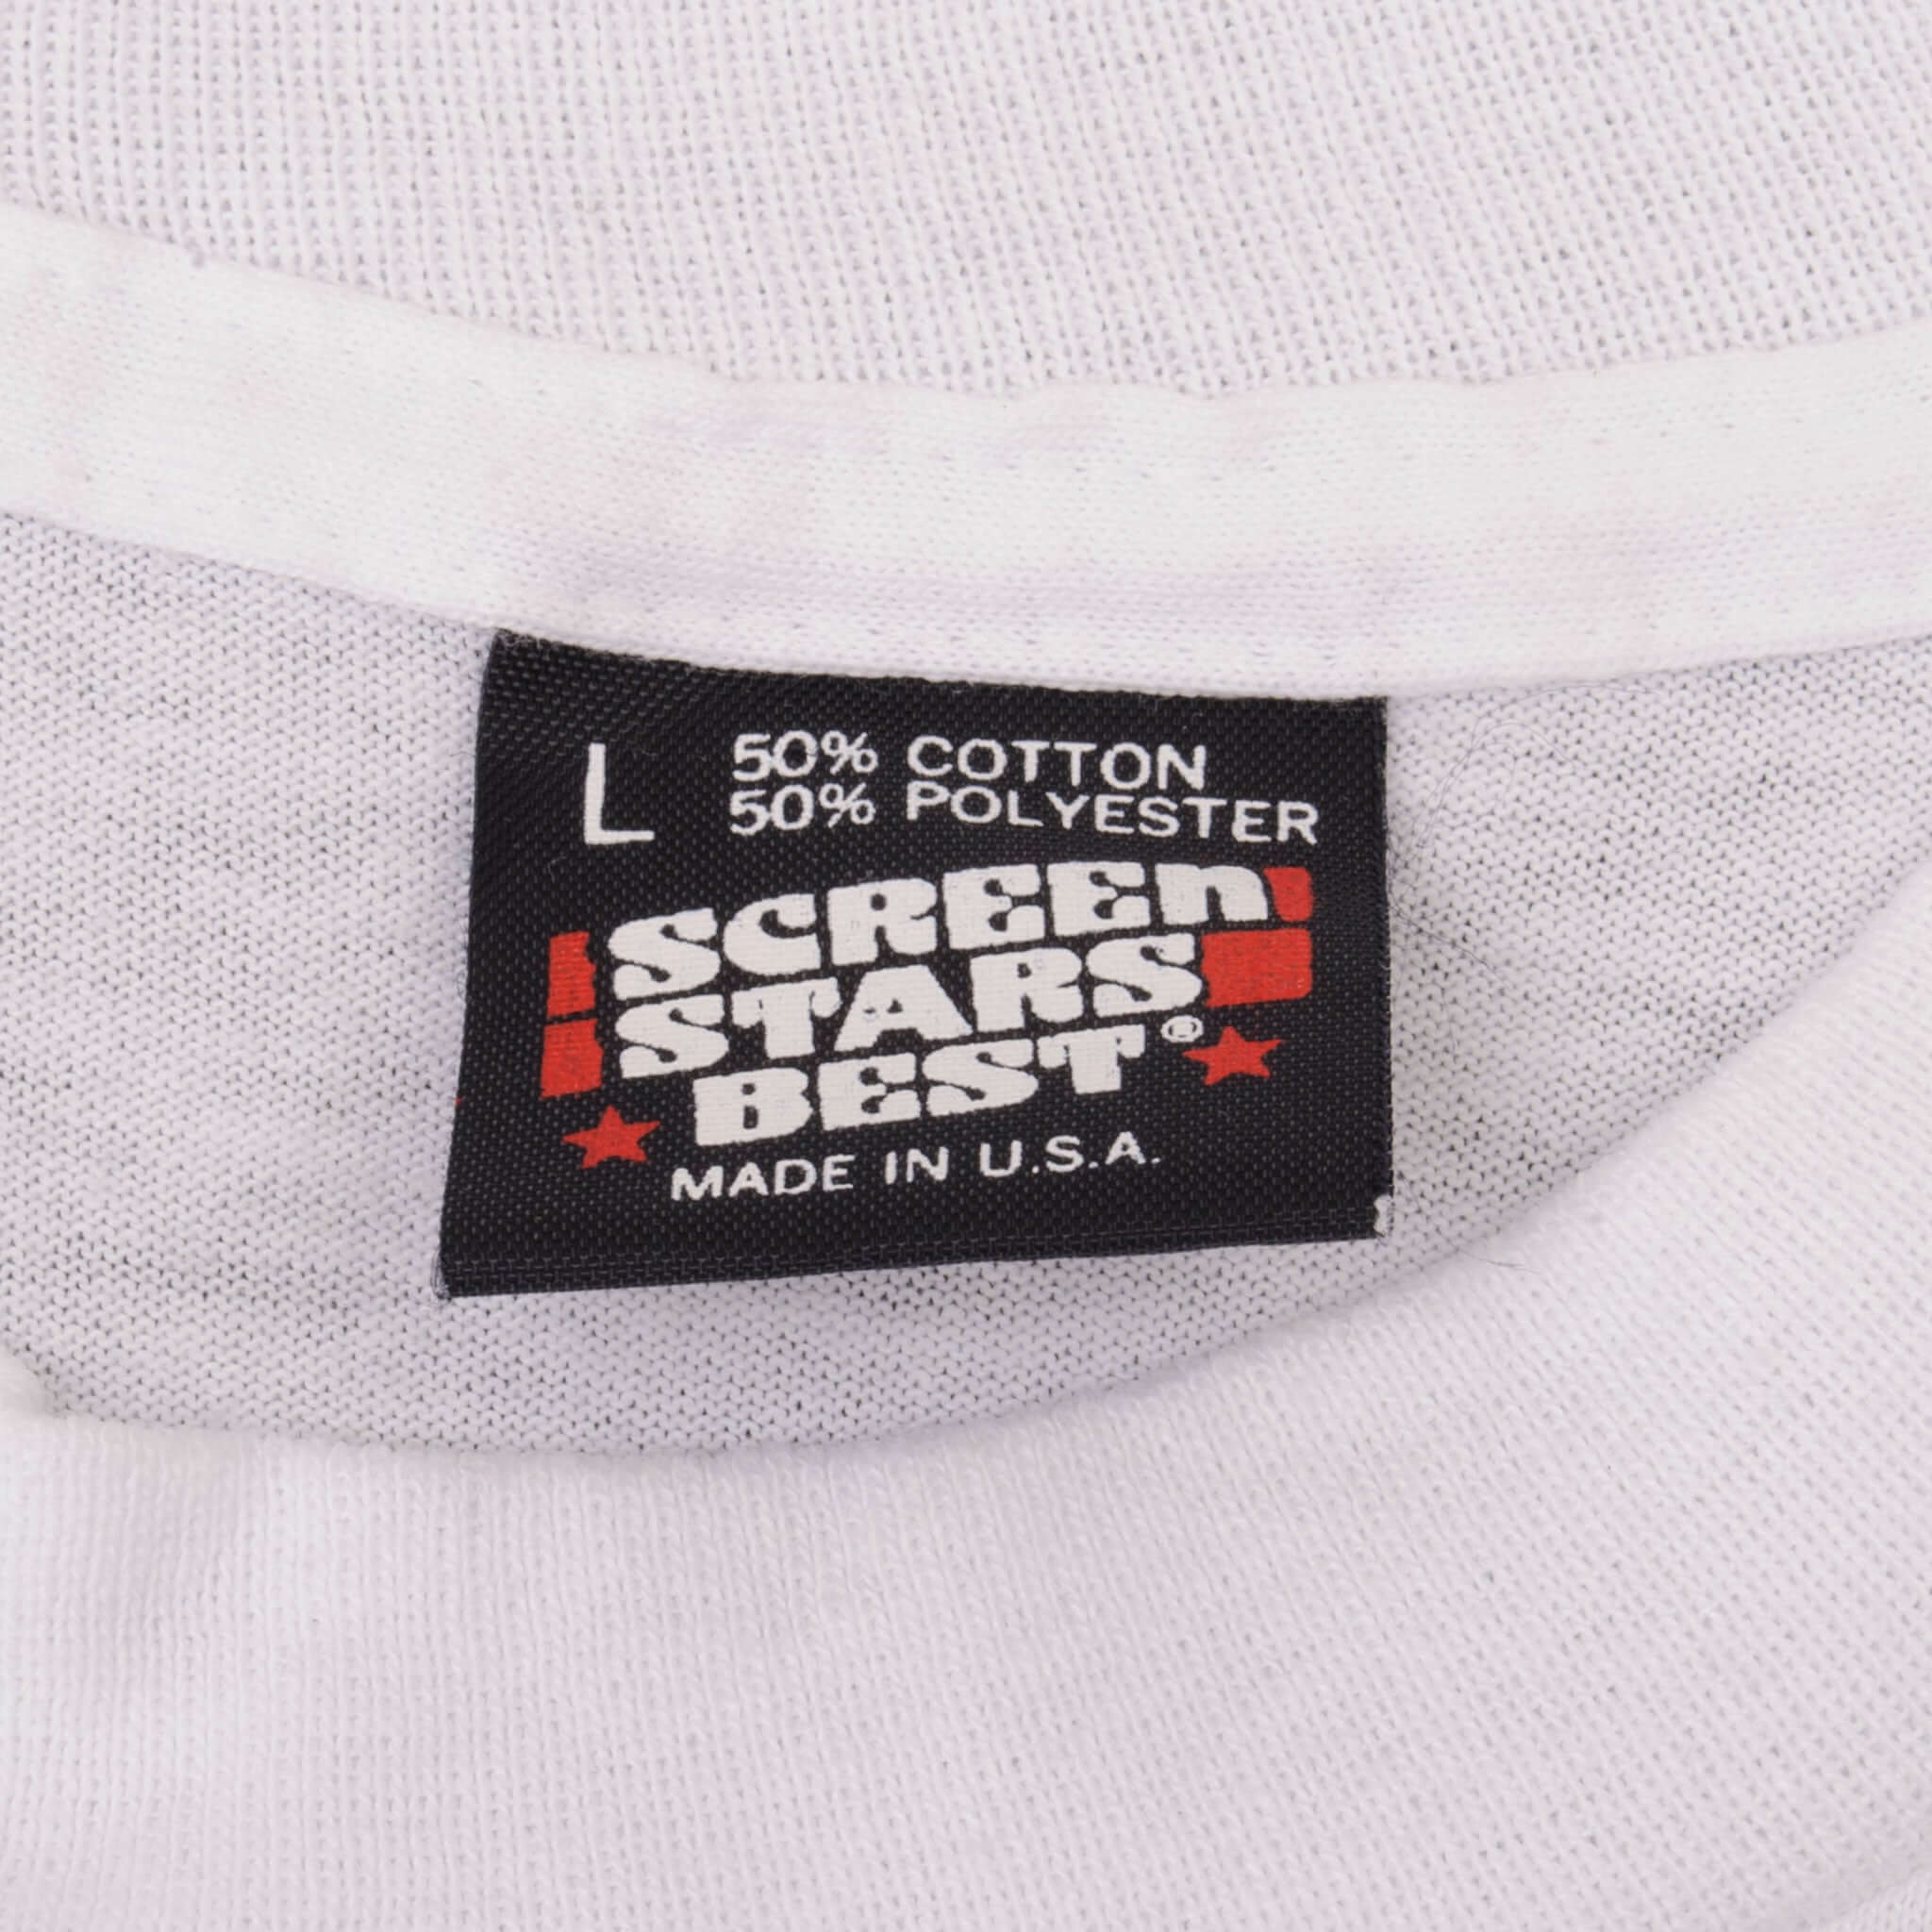 L 50% COTTON
50% POLYESTER
SCREEn
STARS
BEST®
MADE IN U.S.A.